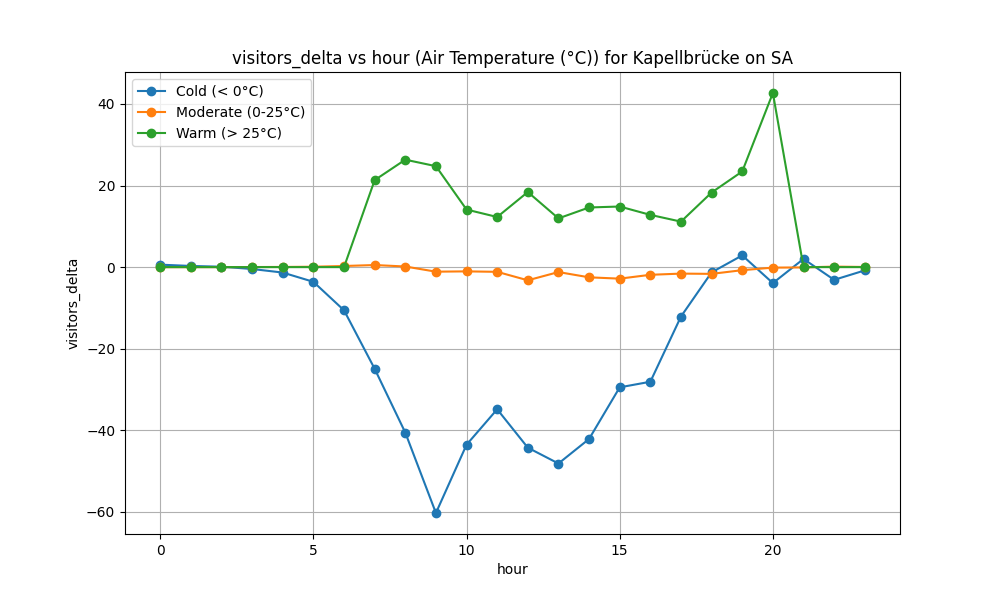 visitors_delta vs hour (Air Temperature (°C)) for Kapellbrücke on SA
Cold (< 0°C)
Moderate (0-25°C)
Warm (> 25°C)
visitors_delta
40
20
0
−20
−40
−60
0
5
10
15
20
hour